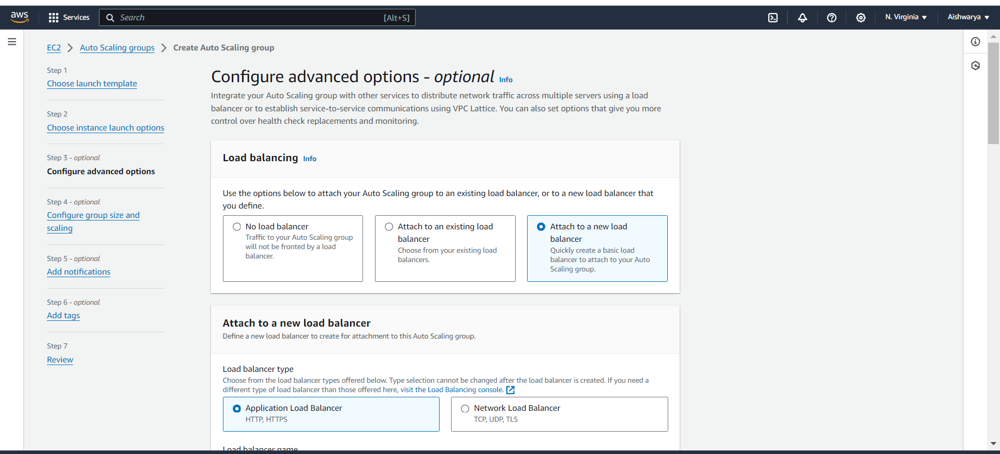 aws
Services
Search
[Alt+S]
N. Virginia
Aishwarya
EC2
Auto Scaling groups
Create Auto Scaling group
Step 1
Choose launch template
Step 2
Choose instance launch options
Step 3 - optional
Configure advanced options
Step 4 - optional
Configure group size and
scaling
Step 5 - optional
Add notifications
Step 6 - optional
Add tags
Step 7
Review
Configure advanced options - optional Info
Integrate your Auto Scaling group with other services to distribute network traffic across multiple servers using a load
balancer or to establish service-to-service communications using VPC Lattice. You can also set options that give you more
control over health check replacements and monitoring.
Load balancing Info
Use the options below to attach your Auto Scaling group to an existing load balancer, or to a new load balancer that
you define.
No load balancer
Traffic to your Auto Scaling group
will not be fronted by a load
balancer.
Attach to an existing load
balancer
Choose from your existing load
balancers.
Attach to a new load
balancer
Quickly create a basic load
balancer to attach to your Auto
Scaling group.
Attach to a new load balancer
Define a new load balancer to create for attachment to this Auto Scaling group.
Load balancer type
Choose from the load balancer types offered below. Type selection cannot be changed after the load balancer is created. If you need a
different type of load balancer than those offered here, visit the Load Balancing console.
Application Load Balancer
HTTP, HTTPS
Network Load Balancer
TCP, UDP, TLS
Load balancer name